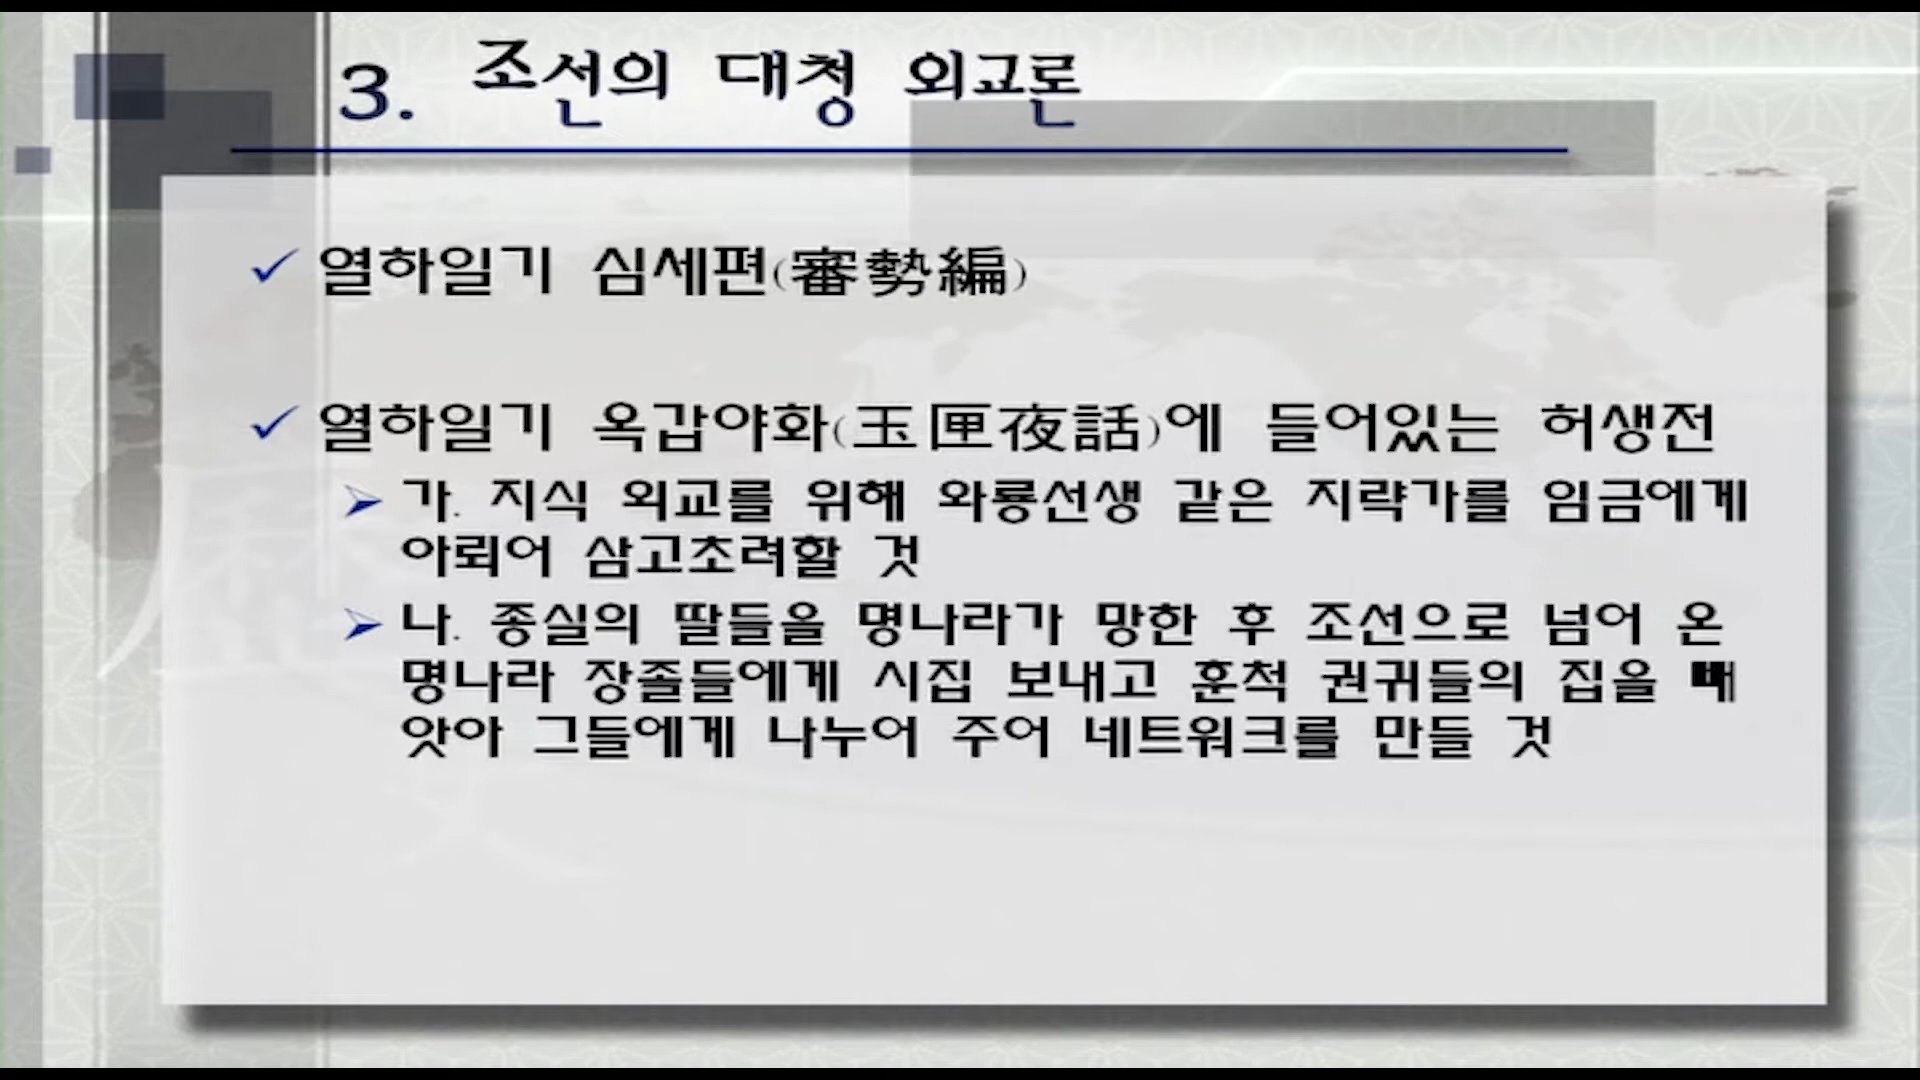 3. 조선의 대청 외교론
열하일기 심세편(審勢編)
열하일기 옥갑야화(玉匣夜話)에 들어있는 허생전
가. 지식 외교를 위해 와룡선생 같은 지략가를 임금에게
아뢰어 삼고초려할 것
나. 종실의 딸들을 명나라가 망한 후 조선으로 넘어 온
명나라 장졸들에게 시집 보내고 훈척 권귀들의 집을 빼
앗아 그들에게 나누어 주어 네트워크를 만들 것